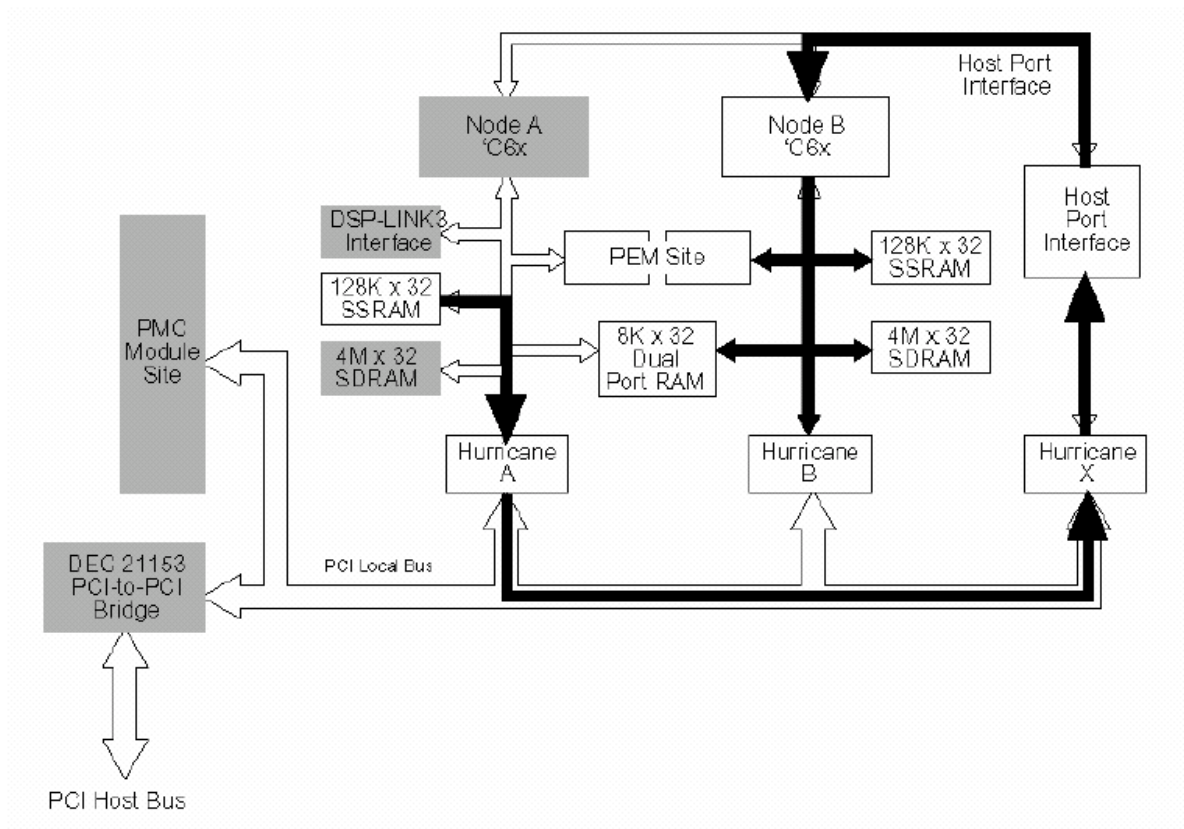 Host Port
Interface
Node A
'C6x
Node B
'C6x
Host
Port
Interface
DSP-LINK3
Interface
PEM Site
128K x 32
SSRAM
128K x 32
SSRAM
PMC
Module
Site
4M x 32
SDRAM
8K x 32
Dual
Port RAM
4M x 32
SDRAM
Hurricane
A
Hurricane
B
Hurricane
X
DEC 21153
PCI-to-PCI
Bridge
PCI Local Bus
PCI Host Bus